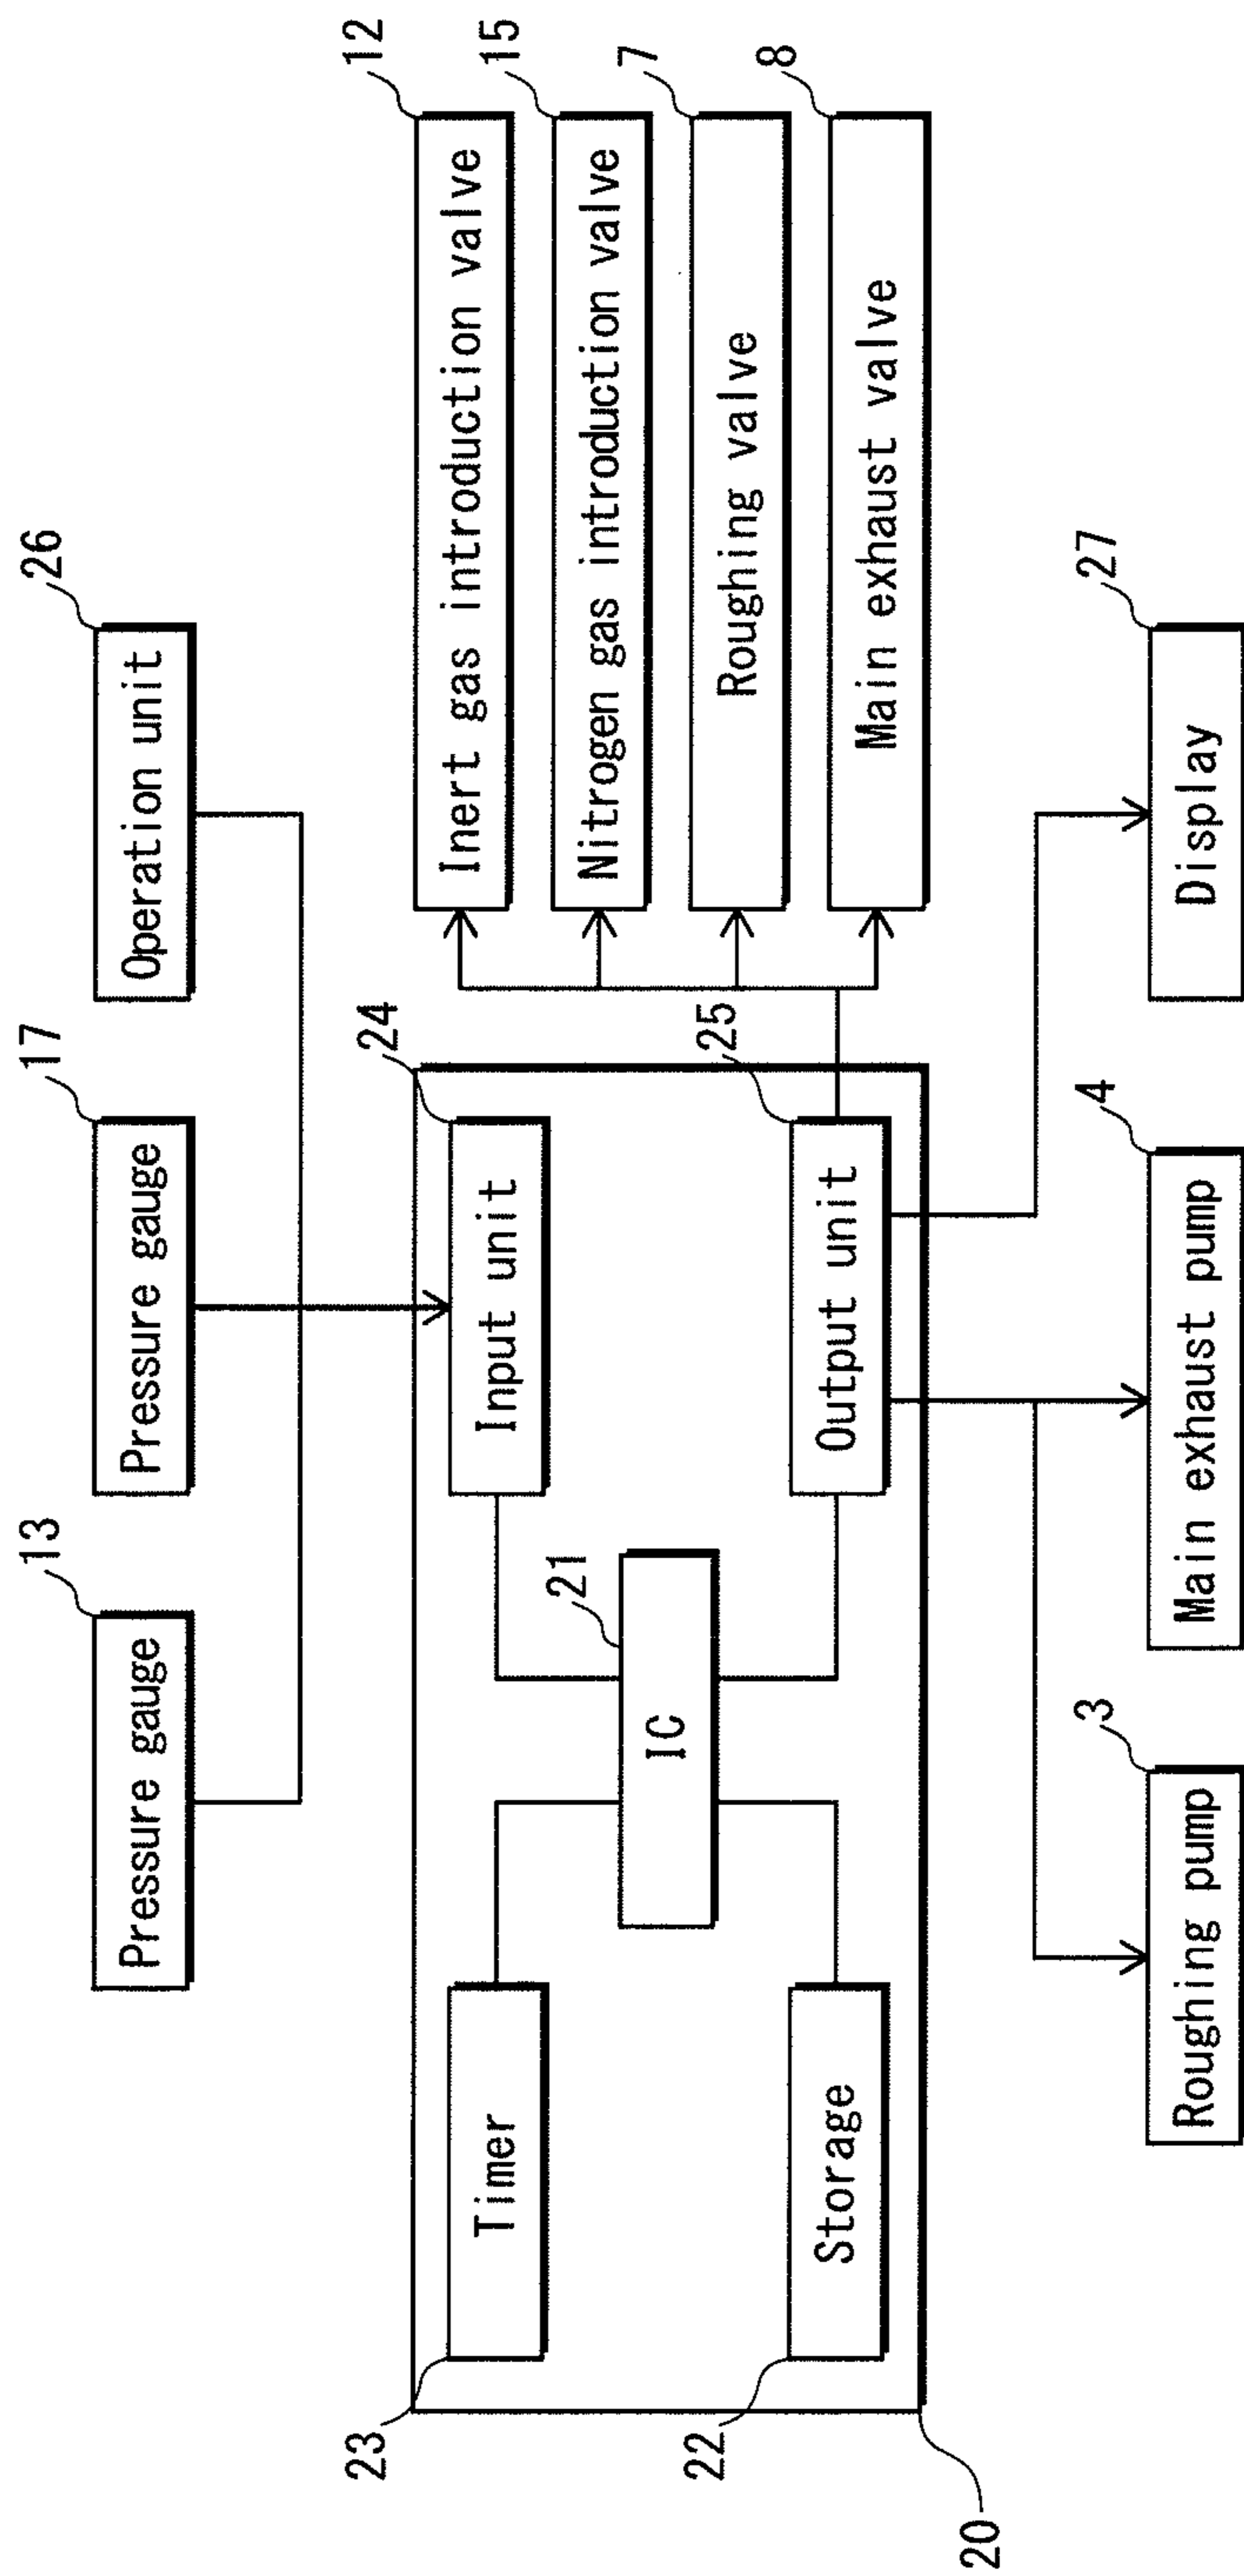 13
Pressure gauge
17
Pressure gauge
26
Operation unit
12
Inert gas introduction valve
15
Nitrogen gas introduction valve
7
Roughing valve
8
Main exhaust valve
23
Timer
24
Input unit
21
IC
22
Storage
25
Output unit
20
3
Roughing pump
4
Main exhaust pump
27
Display